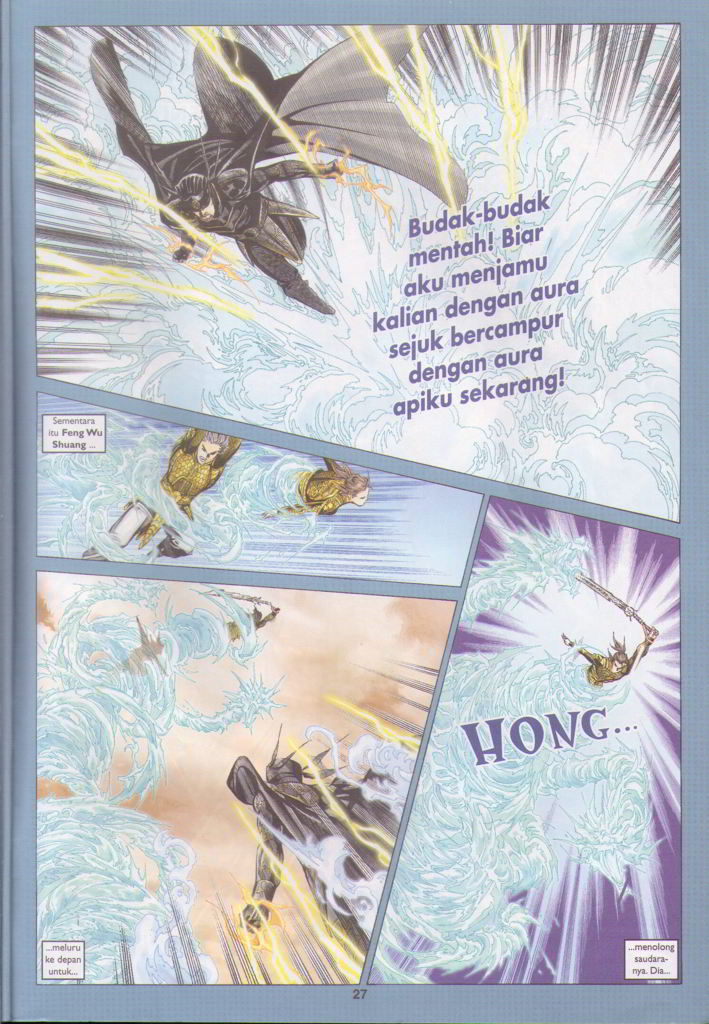 Budak-budak
mentah! Biar
aku menjamu
kalian dengan aura
sejuk bercampur
dengan aura
apiku sekarang!
Sementara
itu Feng Wu
Shuang ...
HONG...
...meluru
ke depan
untuk...
...menolong
saudara-
nya. Dia...
27